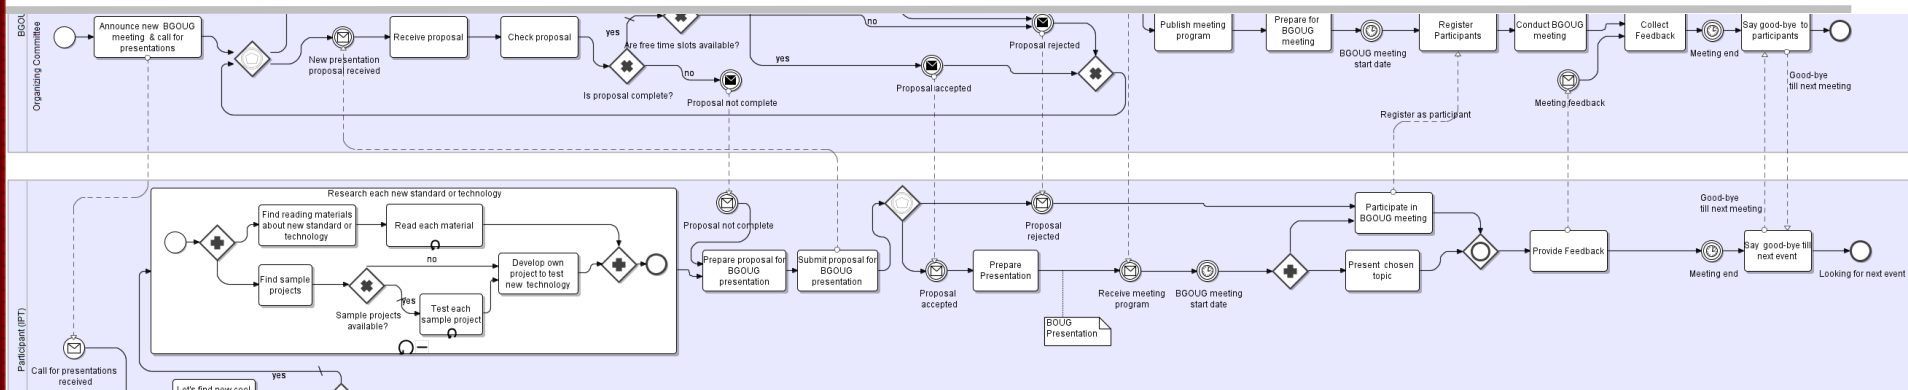 BGOU
Organizing Committee
Announce new BGOUG
meeting & call for
presentations
New presentation
proposal received
Receive proposal
Check proposal
yes
Are free time slots available?
Is proposal complete?
no
Proposal not complete
yes
no
Proposal accepted
Proposal rejected
Publish meeting
program
Prepare for
BGOUG
meeting
BGOUG meeting
start date
Register
Participants
Conduct BGOUG
meeting
Collect
Feedback
Meeting feedback
Meeting end
Say good-bye to
participants
Good-bye
till next meeting
Register as participant
Participant (IPT)
Call for presentations
received
Research each new standard or technology
Find reading materials
about new standard or
technology
Read each material
Find sample
projects
no
yes
Sample projects
available?
Test each
sample project
Develop own
project to test
new technology
Proposal not complete
Prepare proposal for
BGOUG
presentation
Submit proposal for
BGOUG
presentation
Proposal
accepted
Prepare
Presentation
Proposal
rejected
BOUG
Presentation
Receive meeting
program
BGOUG meeting
start date
Participate in
BGOUG meeting
Present chosen
topic
Provide Feedback
Good-bye
till next meeting
Meeting end
Say good-bye till
next event
Looking for next event
yes
Let's find new cool